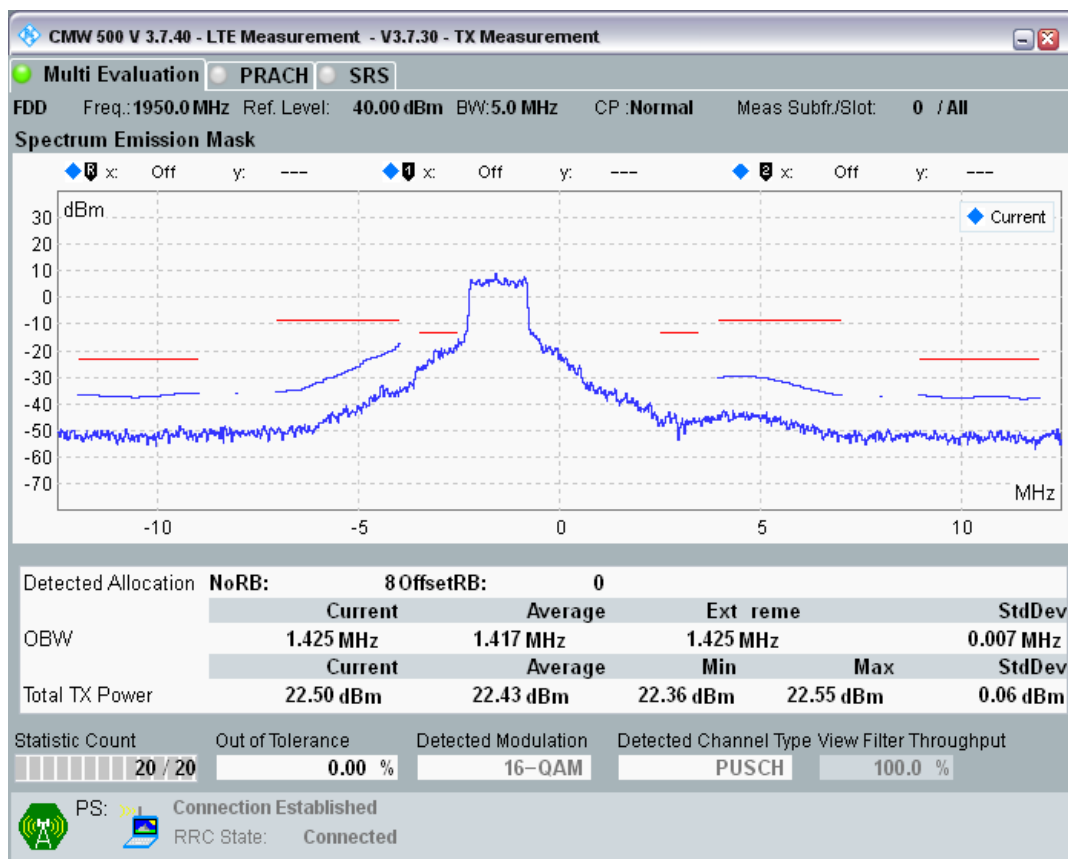 CMW 500 V 3.7.40 - LTE Measurement - V3.7.30 - TX Measurement
Multi Evaluation PRACH SRS
FDD Freq.: 1950.0 MHz Ref. Level: 40.00 dBm BW: 5.0 MHz CP : Normal Meas Subfr./Slot: 0 / All
Spectrum Emission Mask
R x: Off y: --- 1 x: Off y: --- 2 x: Off y: ---
dBm
Current
30
20
10
0
-10
-20
-30
-40
-50
-60
-70
MHz
-10 -5 0 5 10
Detected Allocation NoRB: 8 OffsetRB: 0
Current Average Ext reme StdDev
OBW 1.425 MHz 1.417 MHz 1.425 MHz 0.007 MHz
Current Average Min Max StdDev
Total TX Power 22.50 dBm 22.43 dBm 22.36 dBm 22.55 dBm 0.06 dBm
Statistic Count Out of Tolerance Detected Modulation Detected Channel Type View Filter Throughput
20 / 20 0.00 % 16-QAM PUSCH 100.0 %
PS: Connection Established
RRC State: Connected